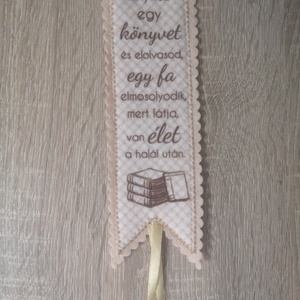 egy
könyvet
és elolvasod,
egy fa
elmosolyodik,
mert látja,
van élet
a halál után.